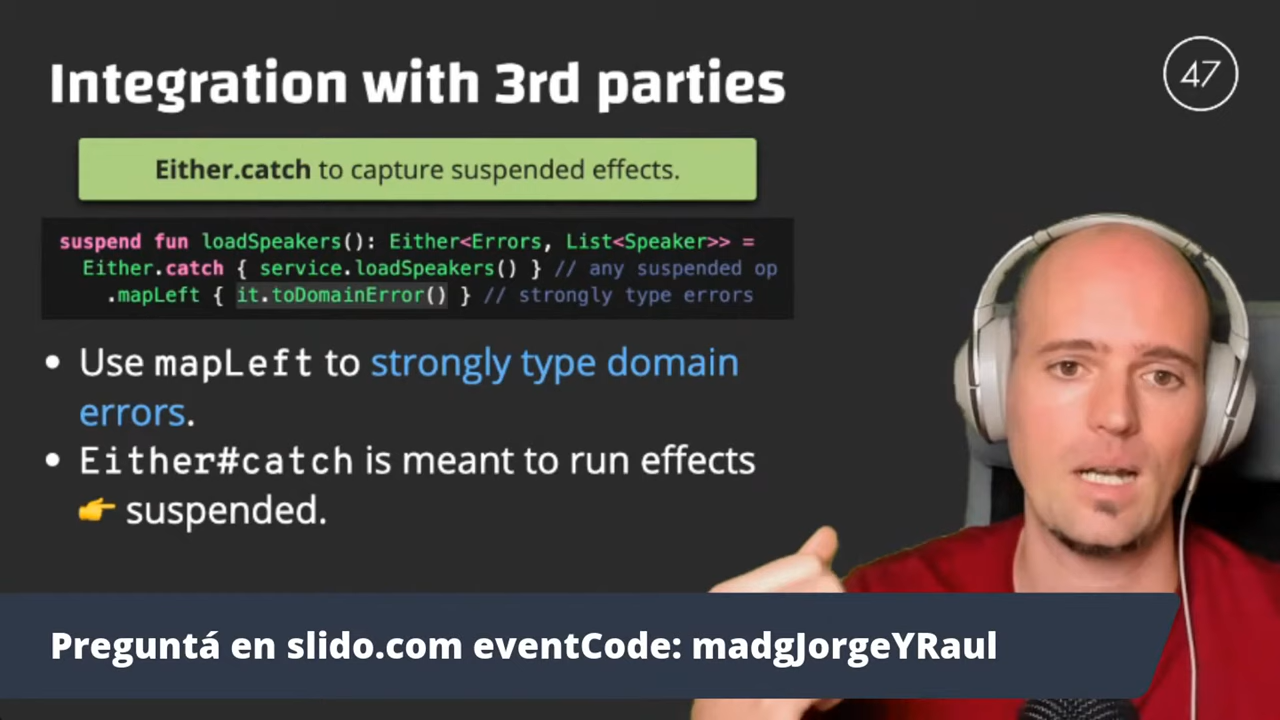 Integration with 3rd parties
47
Either.catch to capture suspended effects.
suspend fun loadSpeakers(): Either<Errors, List<Speaker>> =
Either.catch { service.loadSpeakers() } // any suspended op
.mapLeft { it.toDomainError() } // strongly type errors
• Use mapLeft to strongly type domain
errors.
• Either#catch is meant to run effects
👉 suspended.
Preguntá en slido.com eventCode: madgJorgeYRaul